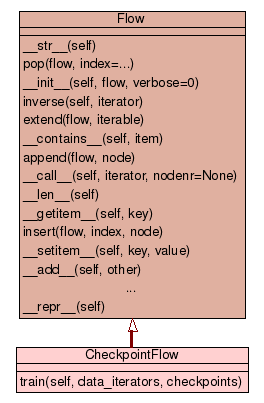 Flow
__str__(self)
pop(flow, index=...)
__init__(self, flow, verbose=0)
inverse(self, iterator)
extend(flow, iterable)
__contains__(self, item)
append(flow, node)
__call__(self, iterator, nodenr=None)
__len__(self)
__getitem__(self, key)
insert(flow, index, node)
__setitem__(self, key, value)
__add__(self, other)
...
__repr__(self)
CheckpointFlow
train(self, data_iterators, checkpoints)